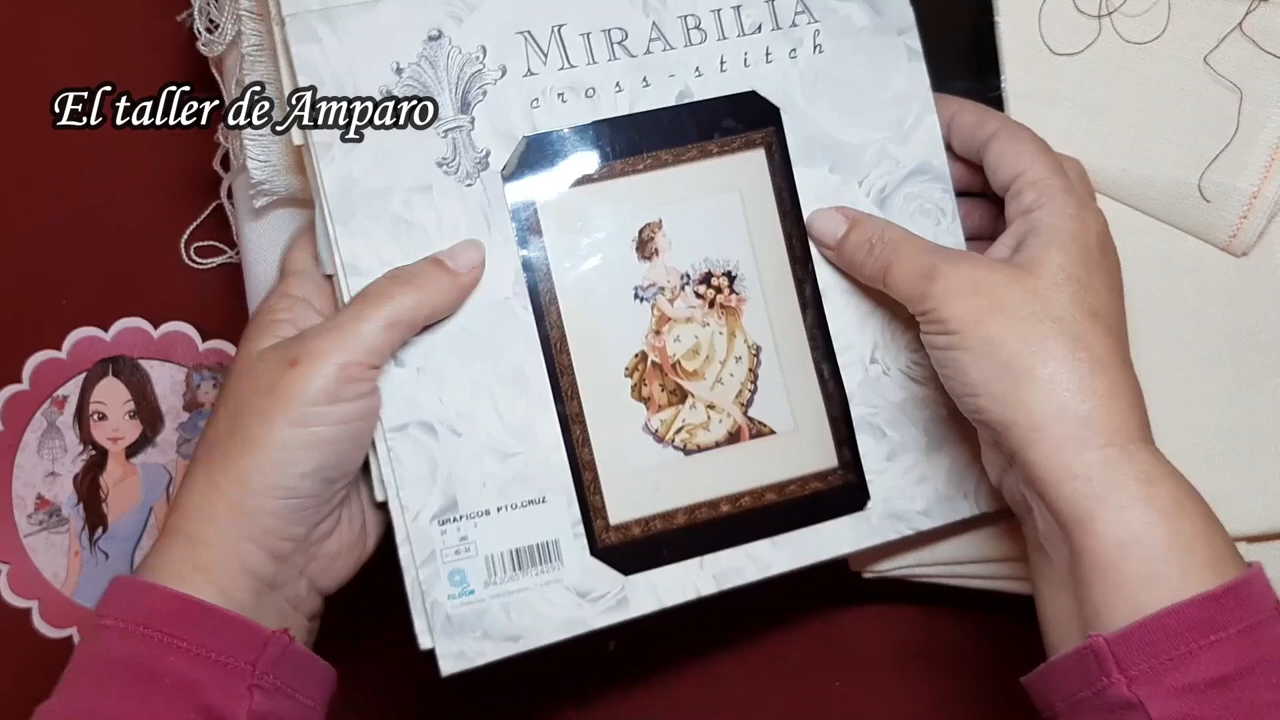 MIRABILIA
cross-stitch
El taller de Amparo
GRAFICOS PTO.CRUZ